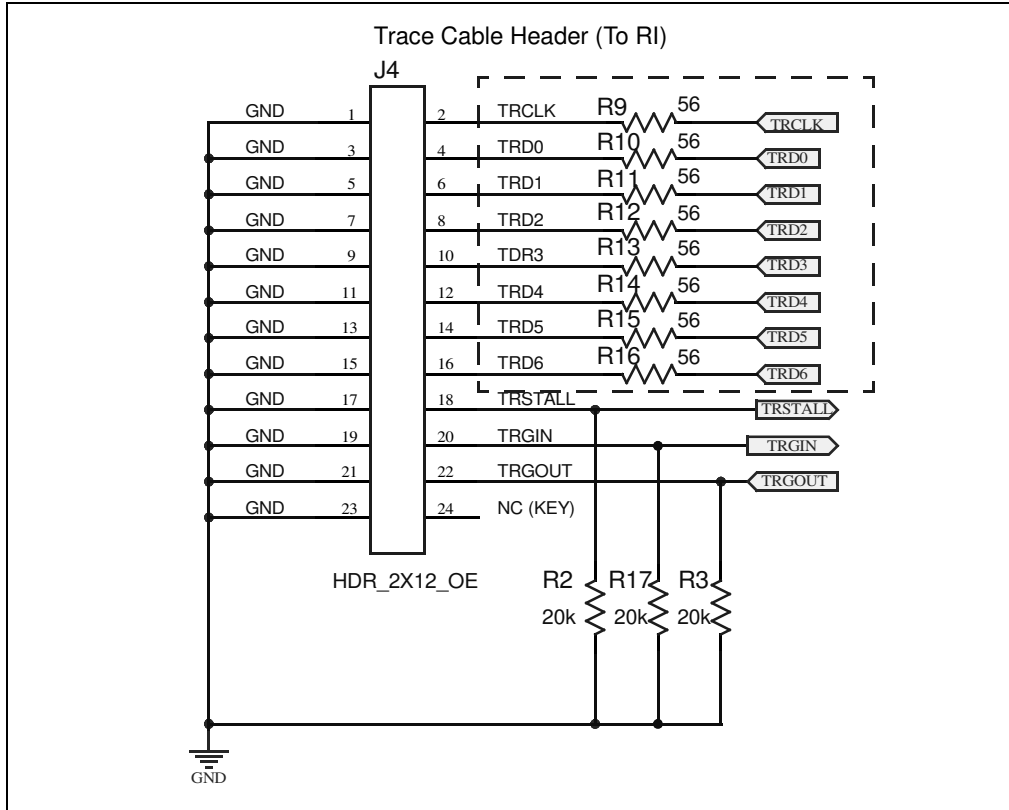 Trace Cable Header (To RI)
J4
GND 1 2 TRCLK R9 56 TRCLK
GND 3 4 TRD0 R10 56 TRD0
GND 5 6 TRD1 R11 56 TRD1
GND 7 8 TRD2 R12 56 TRD2
GND 9 10 TDR3 R13 56 TRD3
GND 11 12 TRD4 R14 56 TRD4
GND 13 14 TRD5 R15 56 TRD5
GND 15 16 TRD6 R16 56 TRD6
GND 17 18 TRSTALL TRSTALL
GND 19 20 TRGIN TRGIN
GND 21 22 TRGOUT TRGOUT
GND 23 24 NC (KEY)
HDR_2X12_OE R2 R17 R3
20k 20k 20k
GND